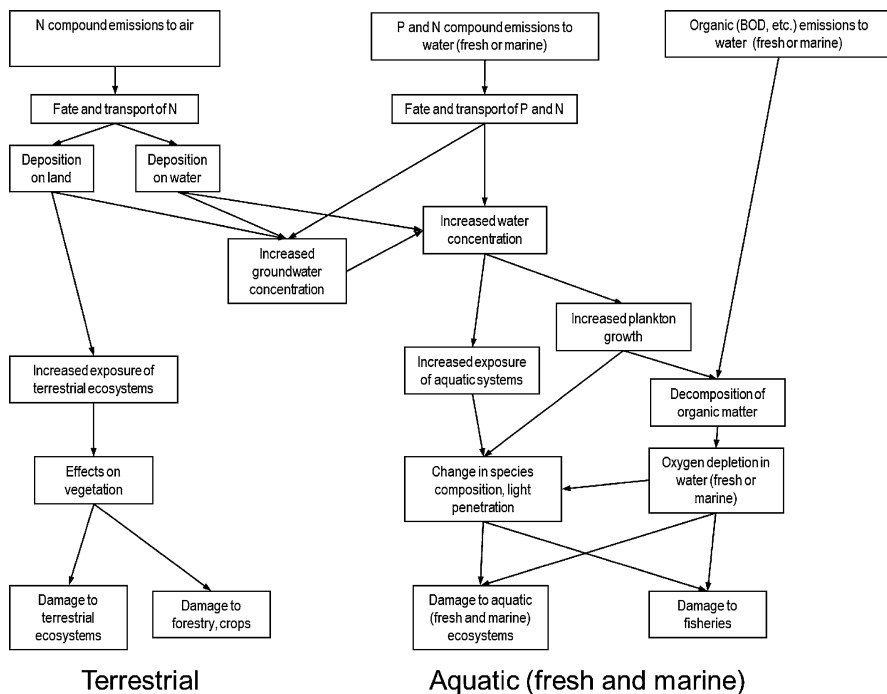 N compound emissions to air
P and N compound emissions to
water (fresh or marine)
Organic (BOD, etc.) emissions to
water (fresh or marine)
Fate and transport of N
Fate and transport of P and N
Deposition
on land
Deposition
on water
Increased water
concentration
Increased
groundwater
concentration
Increased plankton
growth
Increased exposure of
terrestrial ecosystems
Increased exposure
of aquatic systems
Decomposition of
organic matter
Effects on
vegetation
Change in species
composition, light
penetration
Oxygen depletion in
water (fresh or
marine)
Damage to
terrestrial
ecosystems
Damage to
forestry, crops
Damage to aquatic
(fresh and marine)
ecosystems
Damage to
fisheries
Terrestrial
Aquatic (fresh and marine)